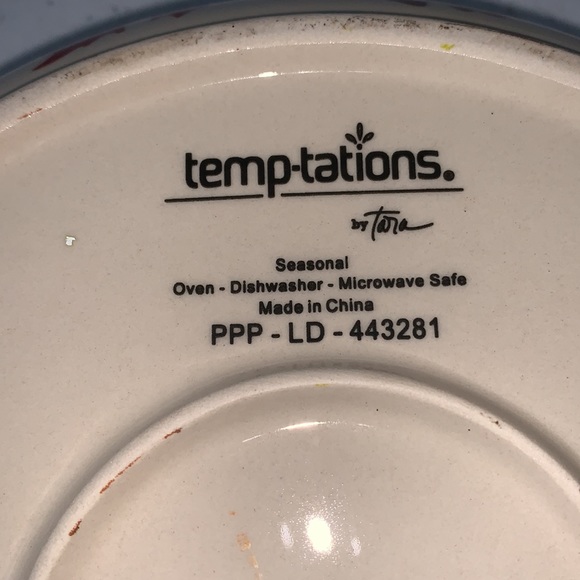 temp-tations.
by Tara
Seasonal
Oven - Dishwasher - Microwave Safe
Made in China
PPP - LD - 443281